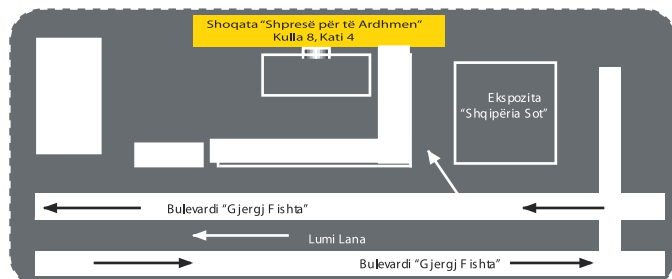 Shoqata "Shpresë për të Ardhmen"
Kulla 8, Kati 4
Ekspozita
"Shqipëria Sot"
Bulevardi "Gjergj Fishta"
Lumi Lana
Bulevardi "Gjergj Fishta"